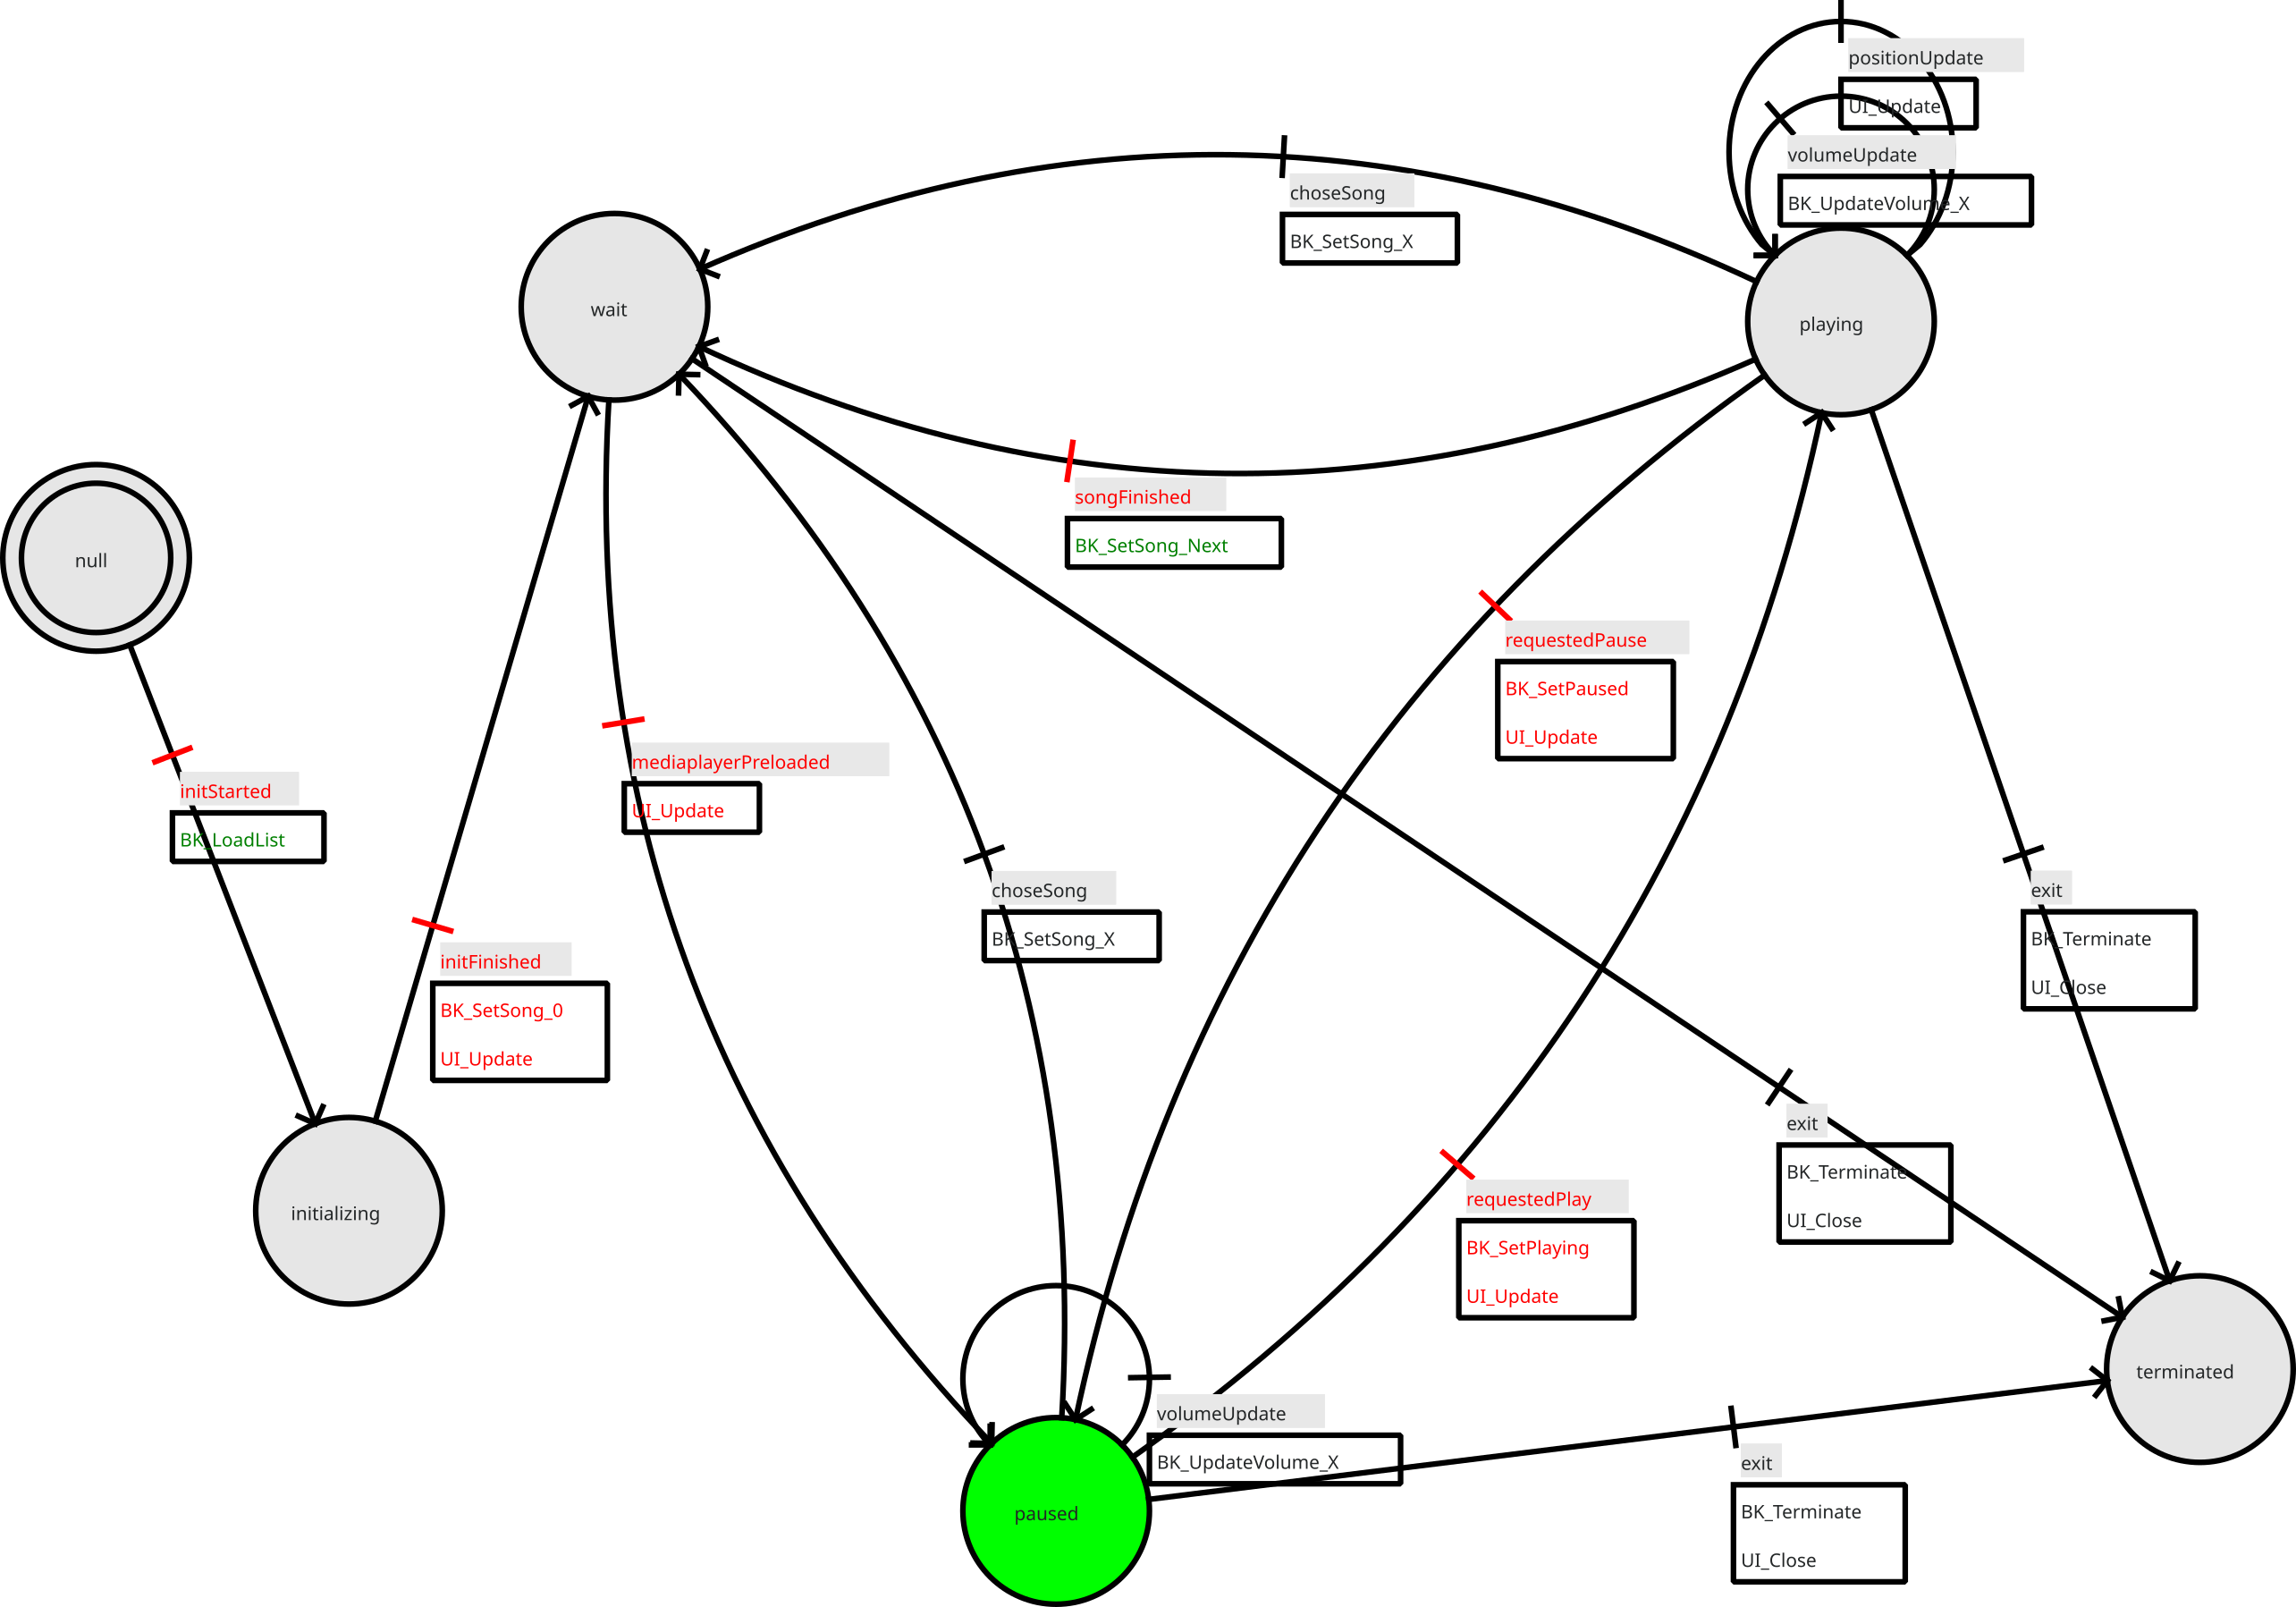 positionUpdate
UI_Update
volumeUpdate
BK_UpdateVolume_X
choseSong
BK_SetSong_X
wait
playing
songFinished
BK_SetSong_Next
null
requestedPause
BK_SetPaused
UI_Update
mediaplayerPreloaded
UI_Update
initStarted
BK_LoadList
choseSong
BK_SetSong_X
exit
BK_Terminate
UI_Close
initFinished
BK_SetSong_0
UI_Update
exit
BK_Terminate
UI_Close
requestedPlay
BK_SetPlaying
UI_Update
initializing
terminated
volumeUpdate
BK_UpdateVolume_X
exit
BK_Terminate
UI_Close
paused